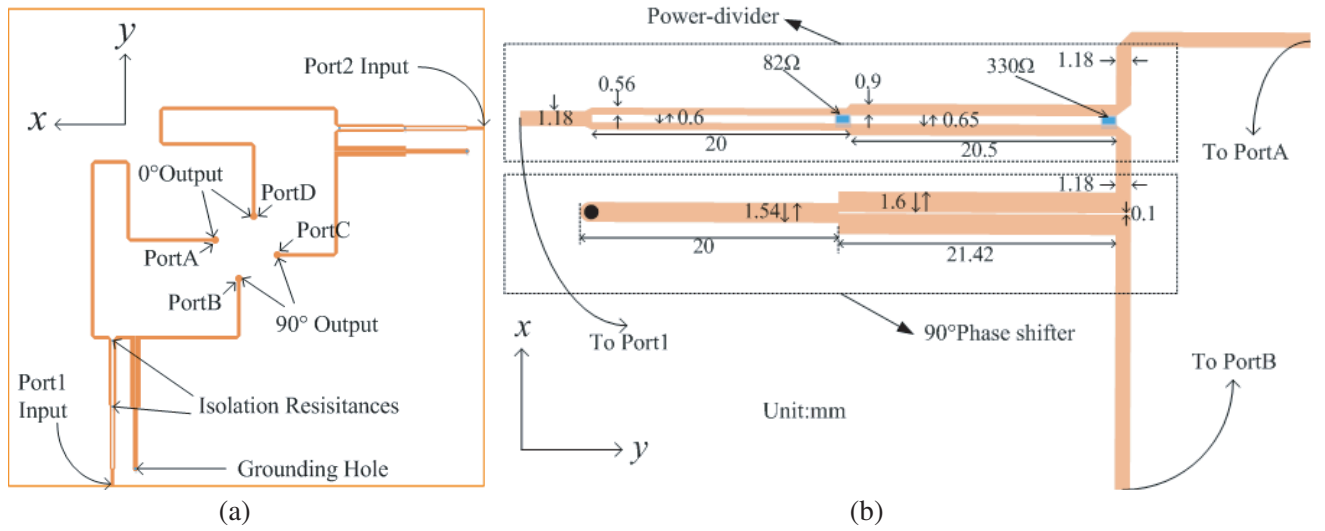 y
x
Port2 Input
0°Output
PortD
PortC
PortA
PortB
90° Output
Port1
Input
Isolation Resisitances
Grounding Hole
(a)
Power-divider
82Ω
330Ω
1.18
0.56
0.9
1.18
0.6
0.65
20
20.5
To PortA
1.18
1.54
1.6
0.1
20
21.42
x
To Port1
90°Phase shifter
To PortB
Unit:mm
y
(b)